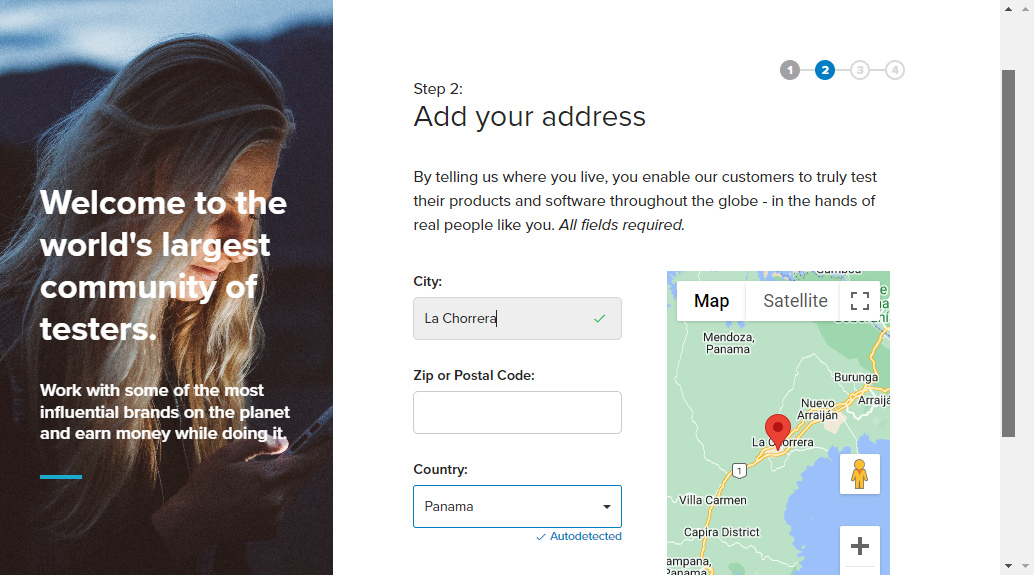 Welcome to the
world's largest
community of
testers.
Work with some of the most
influential brands on the planet
and earn money while doing it.
1 2 3 4
Step 2:
Add your address
By telling us where you live, you enable our customers to truly test
their products and software throughout the globe - in the hands of
real people like you. All fields required.
City:
La Chorrera
Zip or Postal Code:
Country:
Panama
Autodetected
Map Satellite
Mendoza,
Panama
Burunga
Nuevo
Arraiján
La Chorrera
1
Villa Carmen
Capira District
Panama